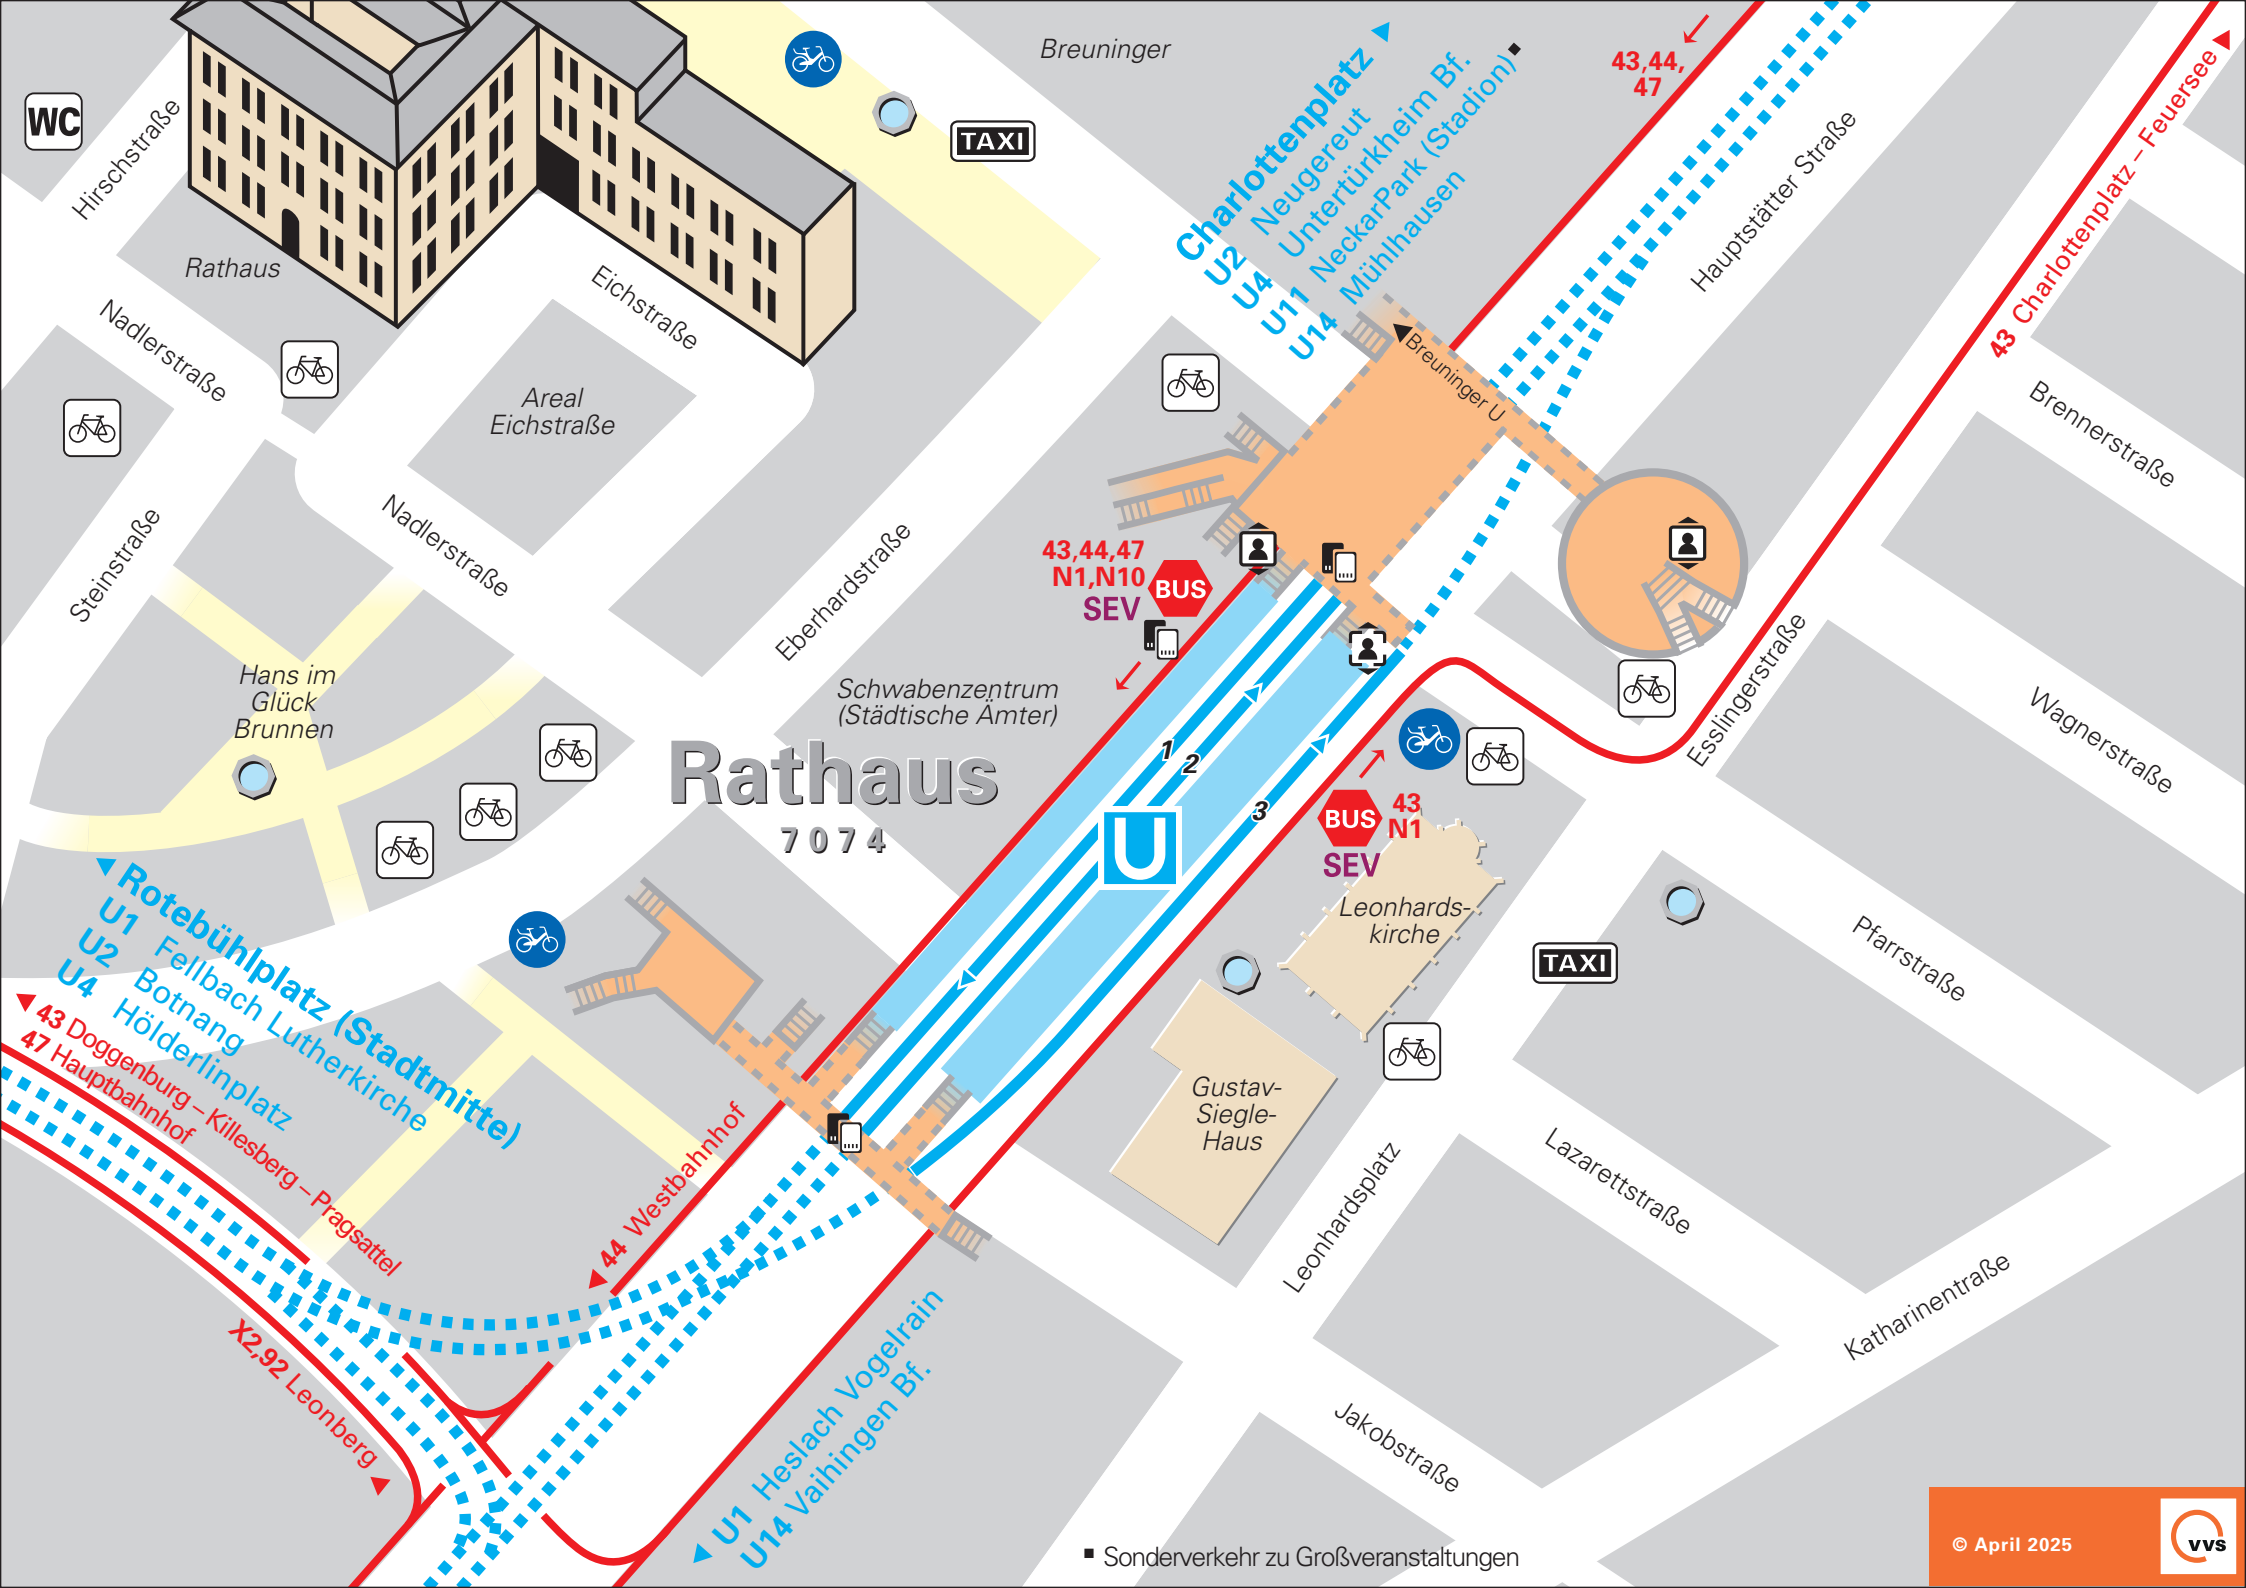 Breuninger
Charlottenplatz
U2 Neugereut
U4 Untertürkheim Bf.
U11 NeckarPark (Stadion)
U14 Mühlhausen
43,44,
47
Hauptstätter Straße
43 Charlottenplatz – Feuersee
WC
Hirschstraße
TAXI
Rathaus
Eichstraße
Nadlerstraße
Areal
Eichstraße
Breuninger U
Brennerstraße
Steinstraße
Nadlerstraße
Eberhardstraße
43,44,47
N1,N10
SEV
BUS
Esslingerstraße
Wagnerstraße
Hans im
Glück
Brunnen
Schwabenzentrum
(Städtische Ämter)
Rathaus
7074
1
2
3
U
BUS
43
N1
SEV
Leonhards-
kirche
TAXI
Pfarrstraße
Rotebühlplatz (Stadtmitte)
U1 Fellbach Lutherkirche
U2 Botnang
U4 Hölderlinplatz
43 Doggenburg – Killesberg – Pragsattel
47 Hauptbahnhof
44 Westbahnhof
Gustav-
Siegle-
Haus
Leonhardsplatz
Lazarettstraße
Katharinentraße
X2,92 Leonberg
U1 Heslach Vogelrain
U14 Vaihingen Bf.
Jakobstraße
Sonderverkehr zu Großveranstaltungen
© April 2025
vvs